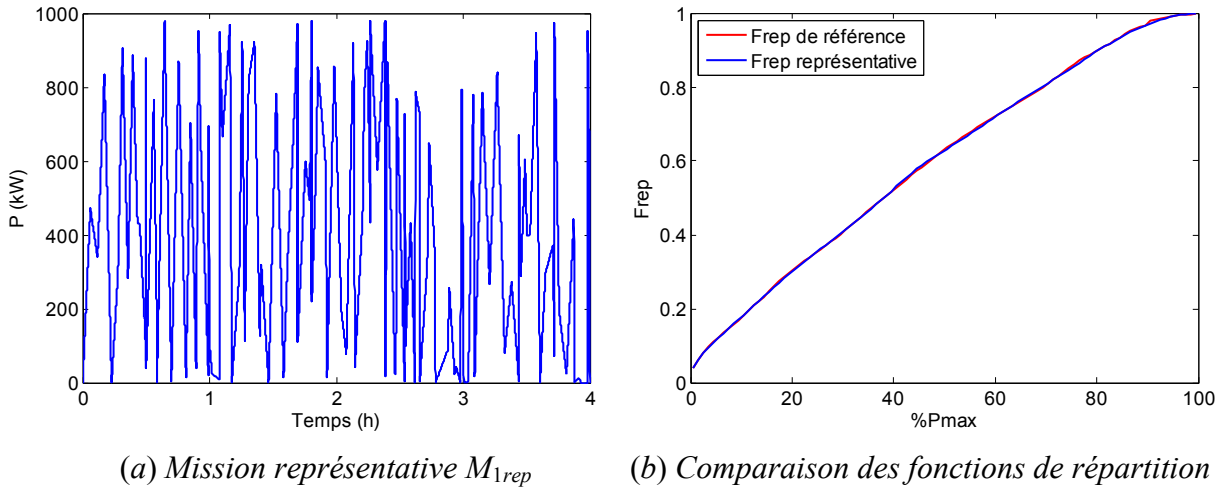 1000
800
600
400
200
0
P (kW)
0 1 2 3 4
Temps (h)
1
0.8
0.6
0.4
0.2
0
Frep
Frep de référence
Frep représentative
0 20 40 60 80 100
%Pmax
(a) Mission représentative M1rep
(b) Comparaison des fonctions de répartition